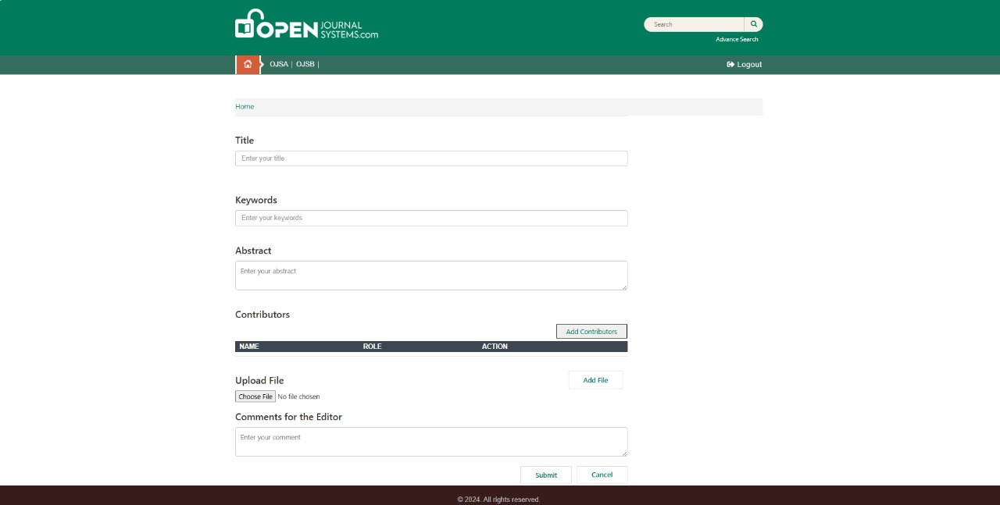 OPEN JOURNAL SYSTEMS.com
Search
Advance Search
OJSA | OJSB |
Logout
Home
Title
Enter your title
Keywords
Enter your keywords
Abstract
Enter your abstract
Contributors
Add Contributors
NAME ROLE ACTION
Upload File
Add File
Choose File No file chosen
Comments for the Editor
Enter your comment
Submit Cancel
© 2024. All rights reserved.